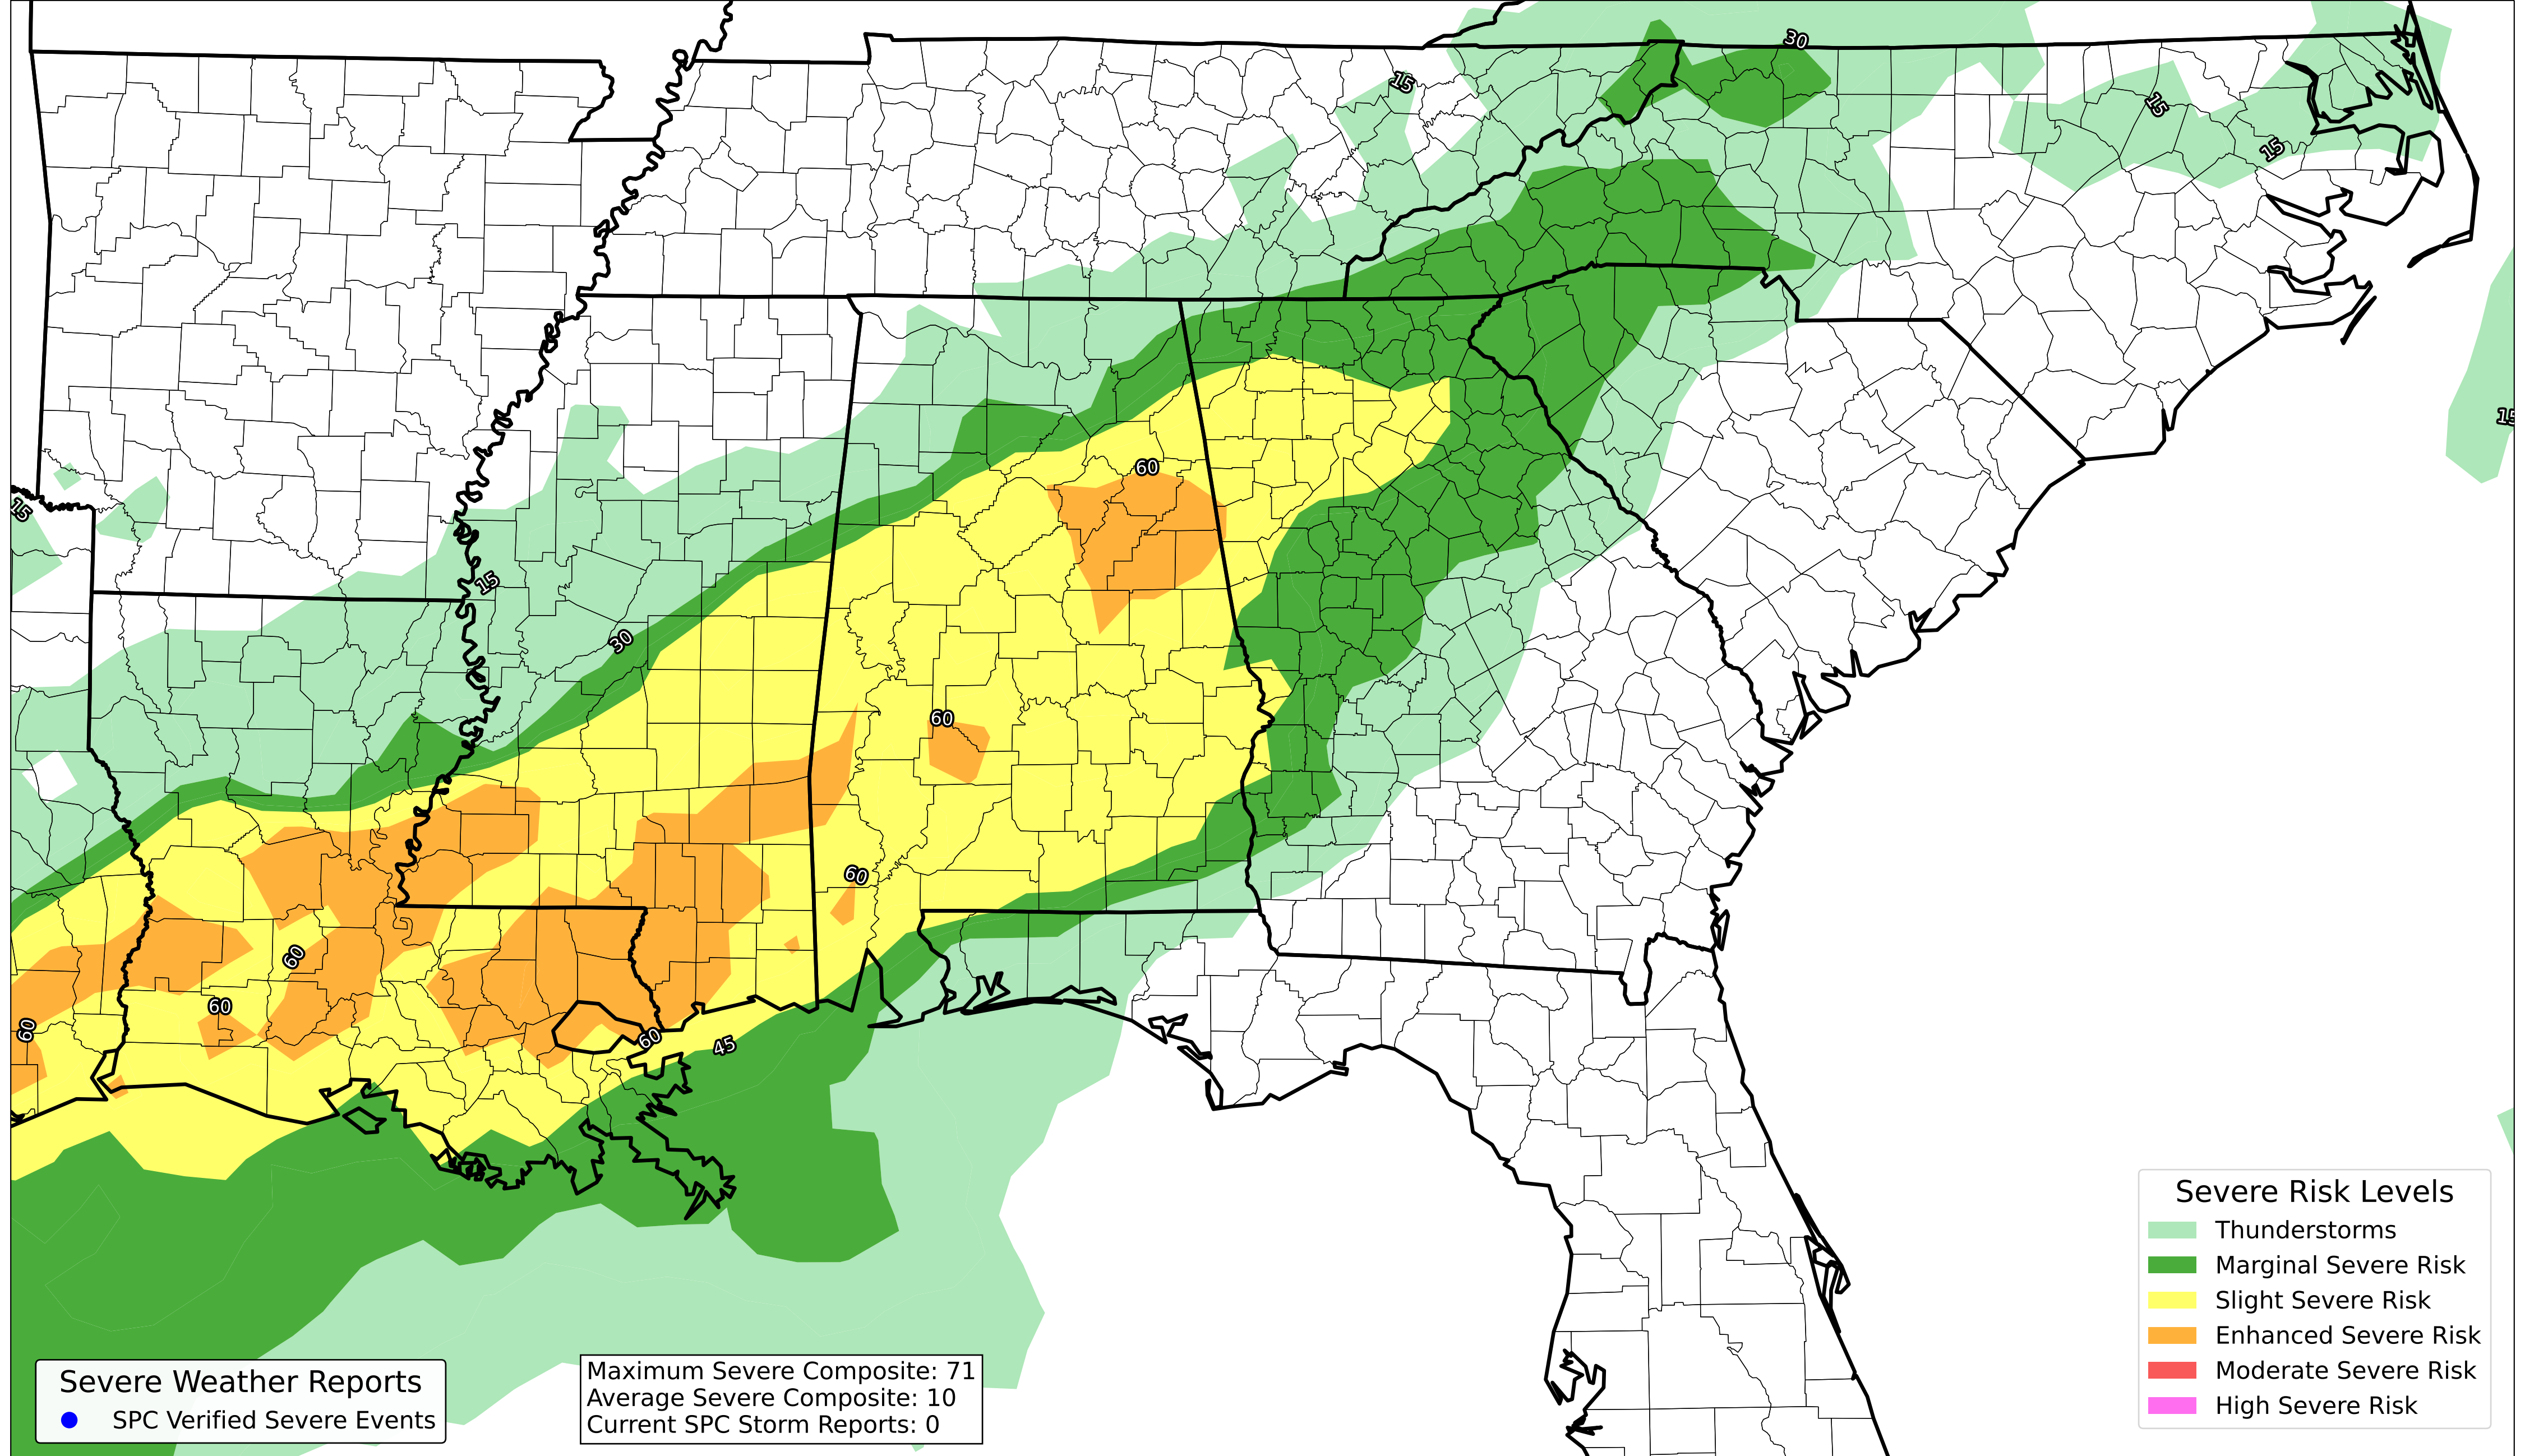 30
15
15
15
15
15
60
15
30
60
60
60
60
60
60
45
Severe Risk Levels
Thunderstorms
Marginal Severe Risk
Slight Severe Risk
Enhanced Severe Risk
Moderate Severe Risk
High Severe Risk
Severe Weather Reports
SPC Verified Severe Events
Maximum Severe Composite: 71
Average Severe Composite: 10
Current SPC Storm Reports: 0